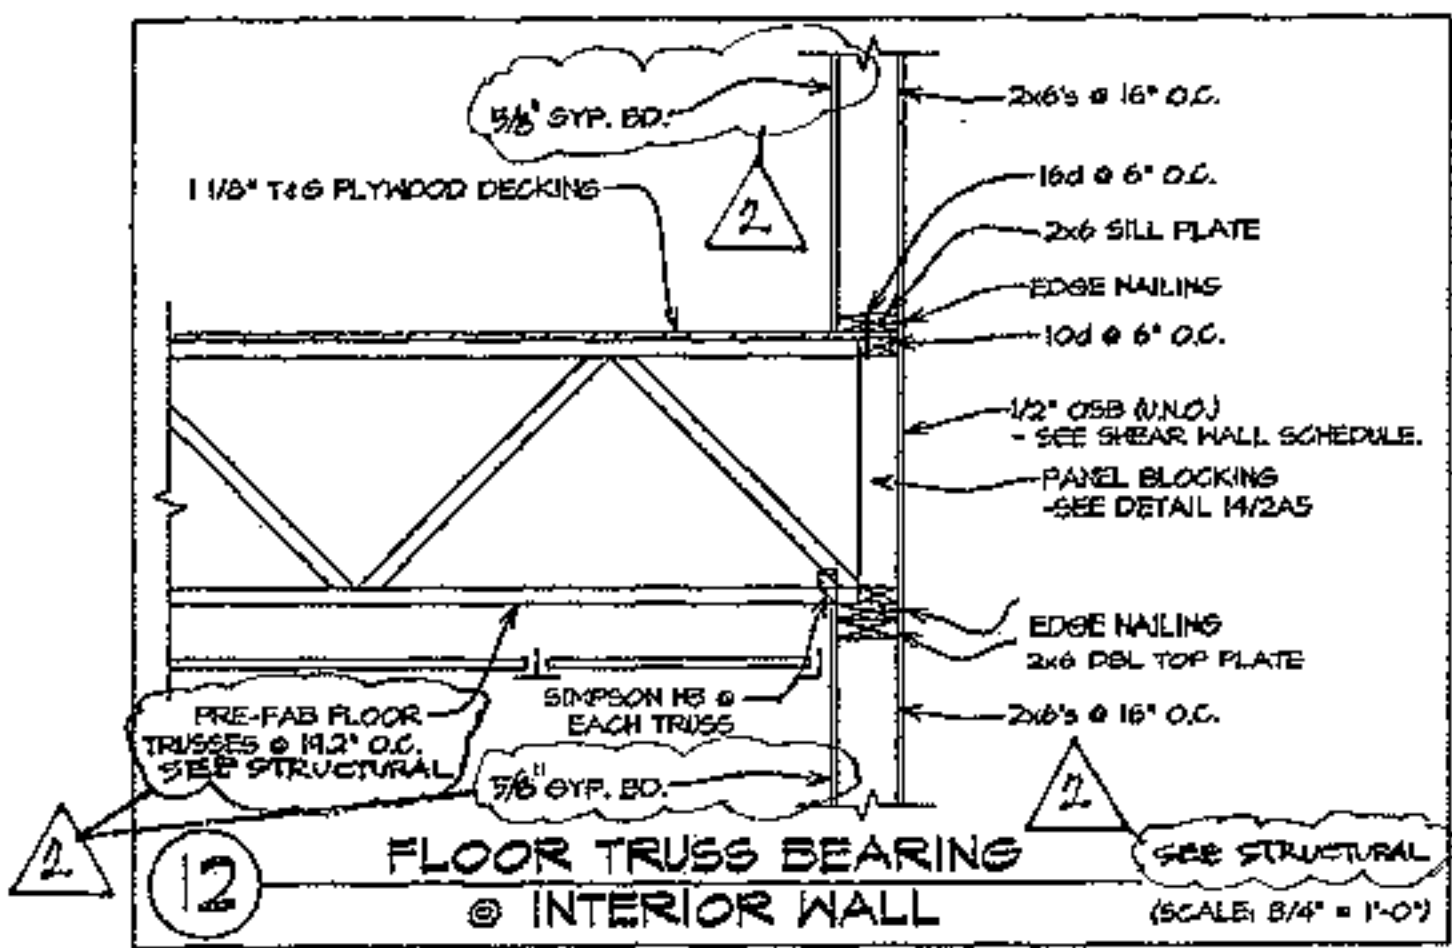 5/8" GYP. BD.
2x6's @ 16" O.C.
1 1/8" T&G PLYWOOD DECKING
2
16d @ 6" O.C.
2x6 SILL PLATE
EDGE NAILING
10d @ 6" O.C.
1/2" OSB (U.N.O.)
- SEE SHEAR WALL SCHEDULE.
PANEL BLOCKING
-SEE DETAIL 14/2A5
EDGE NAILING
2x6 DBL TOP PLATE
SIMPSON H3 @
EACH TRUSS
PRE-FAB FLOOR
TRUSSES @ 19.2" O.C.
SEE STRUCTURAL
2x6's @ 16" O.C.
5/8" GYP. BD.
2
2
12
FLOOR TRUSS BEARING
@ INTERIOR WALL
SEE STRUCTURAL
(SCALE: 3/4" = 1'-0")